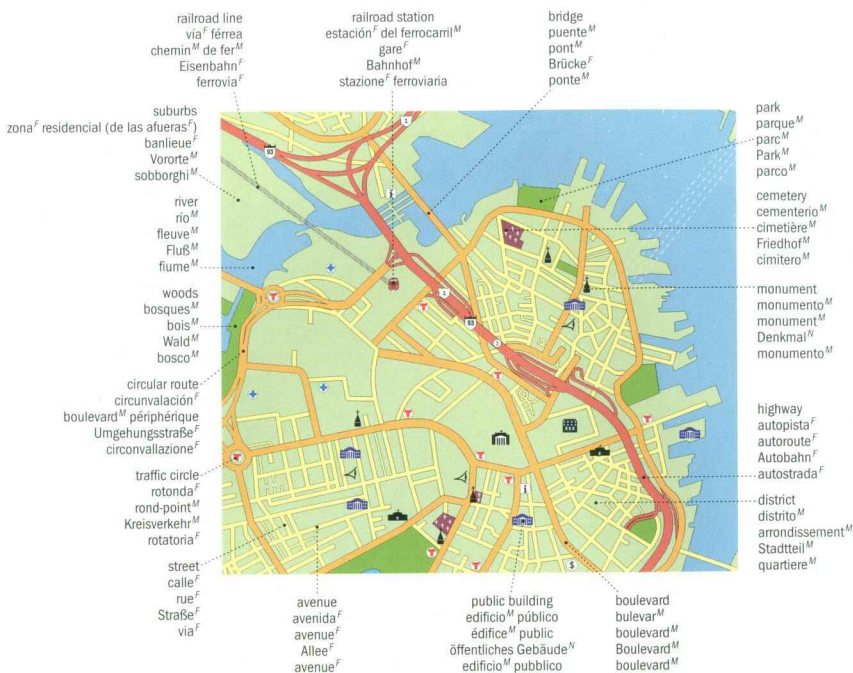 railroad line
vía^F férrea
chemin^M de fer^M
Eisenbahn^F
ferrovia^F
railroad station
estación^F del ferrocarril^M
gare^F
Bahnhof^M
stazione^F ferroviaria
bridge
puente^M
pont^M
Brücke^F
ponte^M
suburbs
zona^F residencial (de las afueras^F)
banlieue^F
Vororte^M
sobborghi^M
river
río^M
fleuve^M
Fluß^M
fiume^M
woods
bosques^M
bois^M
Wald^M
bosco^M
circular route
circunvalación^F
boulevard^M périphérique
Umgehungsstraße^F
circonvallazione^F
traffic circle
rotonda^F
rond-point^M
Kreisverkehr^M
rotatoria^F
street
calle^F
rue^F
Straße^F
via^F
1
93
i
1
93
3
T
T
T
T
T
T
T
T
T
T
i
$
park
parque^M
parc^M
Park^M
parco^M
cemetery
cementerio^M
cimetière^M
Friedhof^M
cimitero^M
monument
monumento^M
monument^M
Denkmal^N
monumento^M
highway
autopista^F
autoroute^F
Autobahn^F
autostrada^F
district
distrito^M
arrondissement^M
Stadtteil^M
quartiere^M
avenue
avenida^F
avenue^F
Allee^F
avenue^F
public building
edificio^M público
édifice^M public
öffentliches Gebäude^N
edificio^M pubblico
boulevard
bulevar^M
boulevard^M
Boulevard^M
boulevard^M